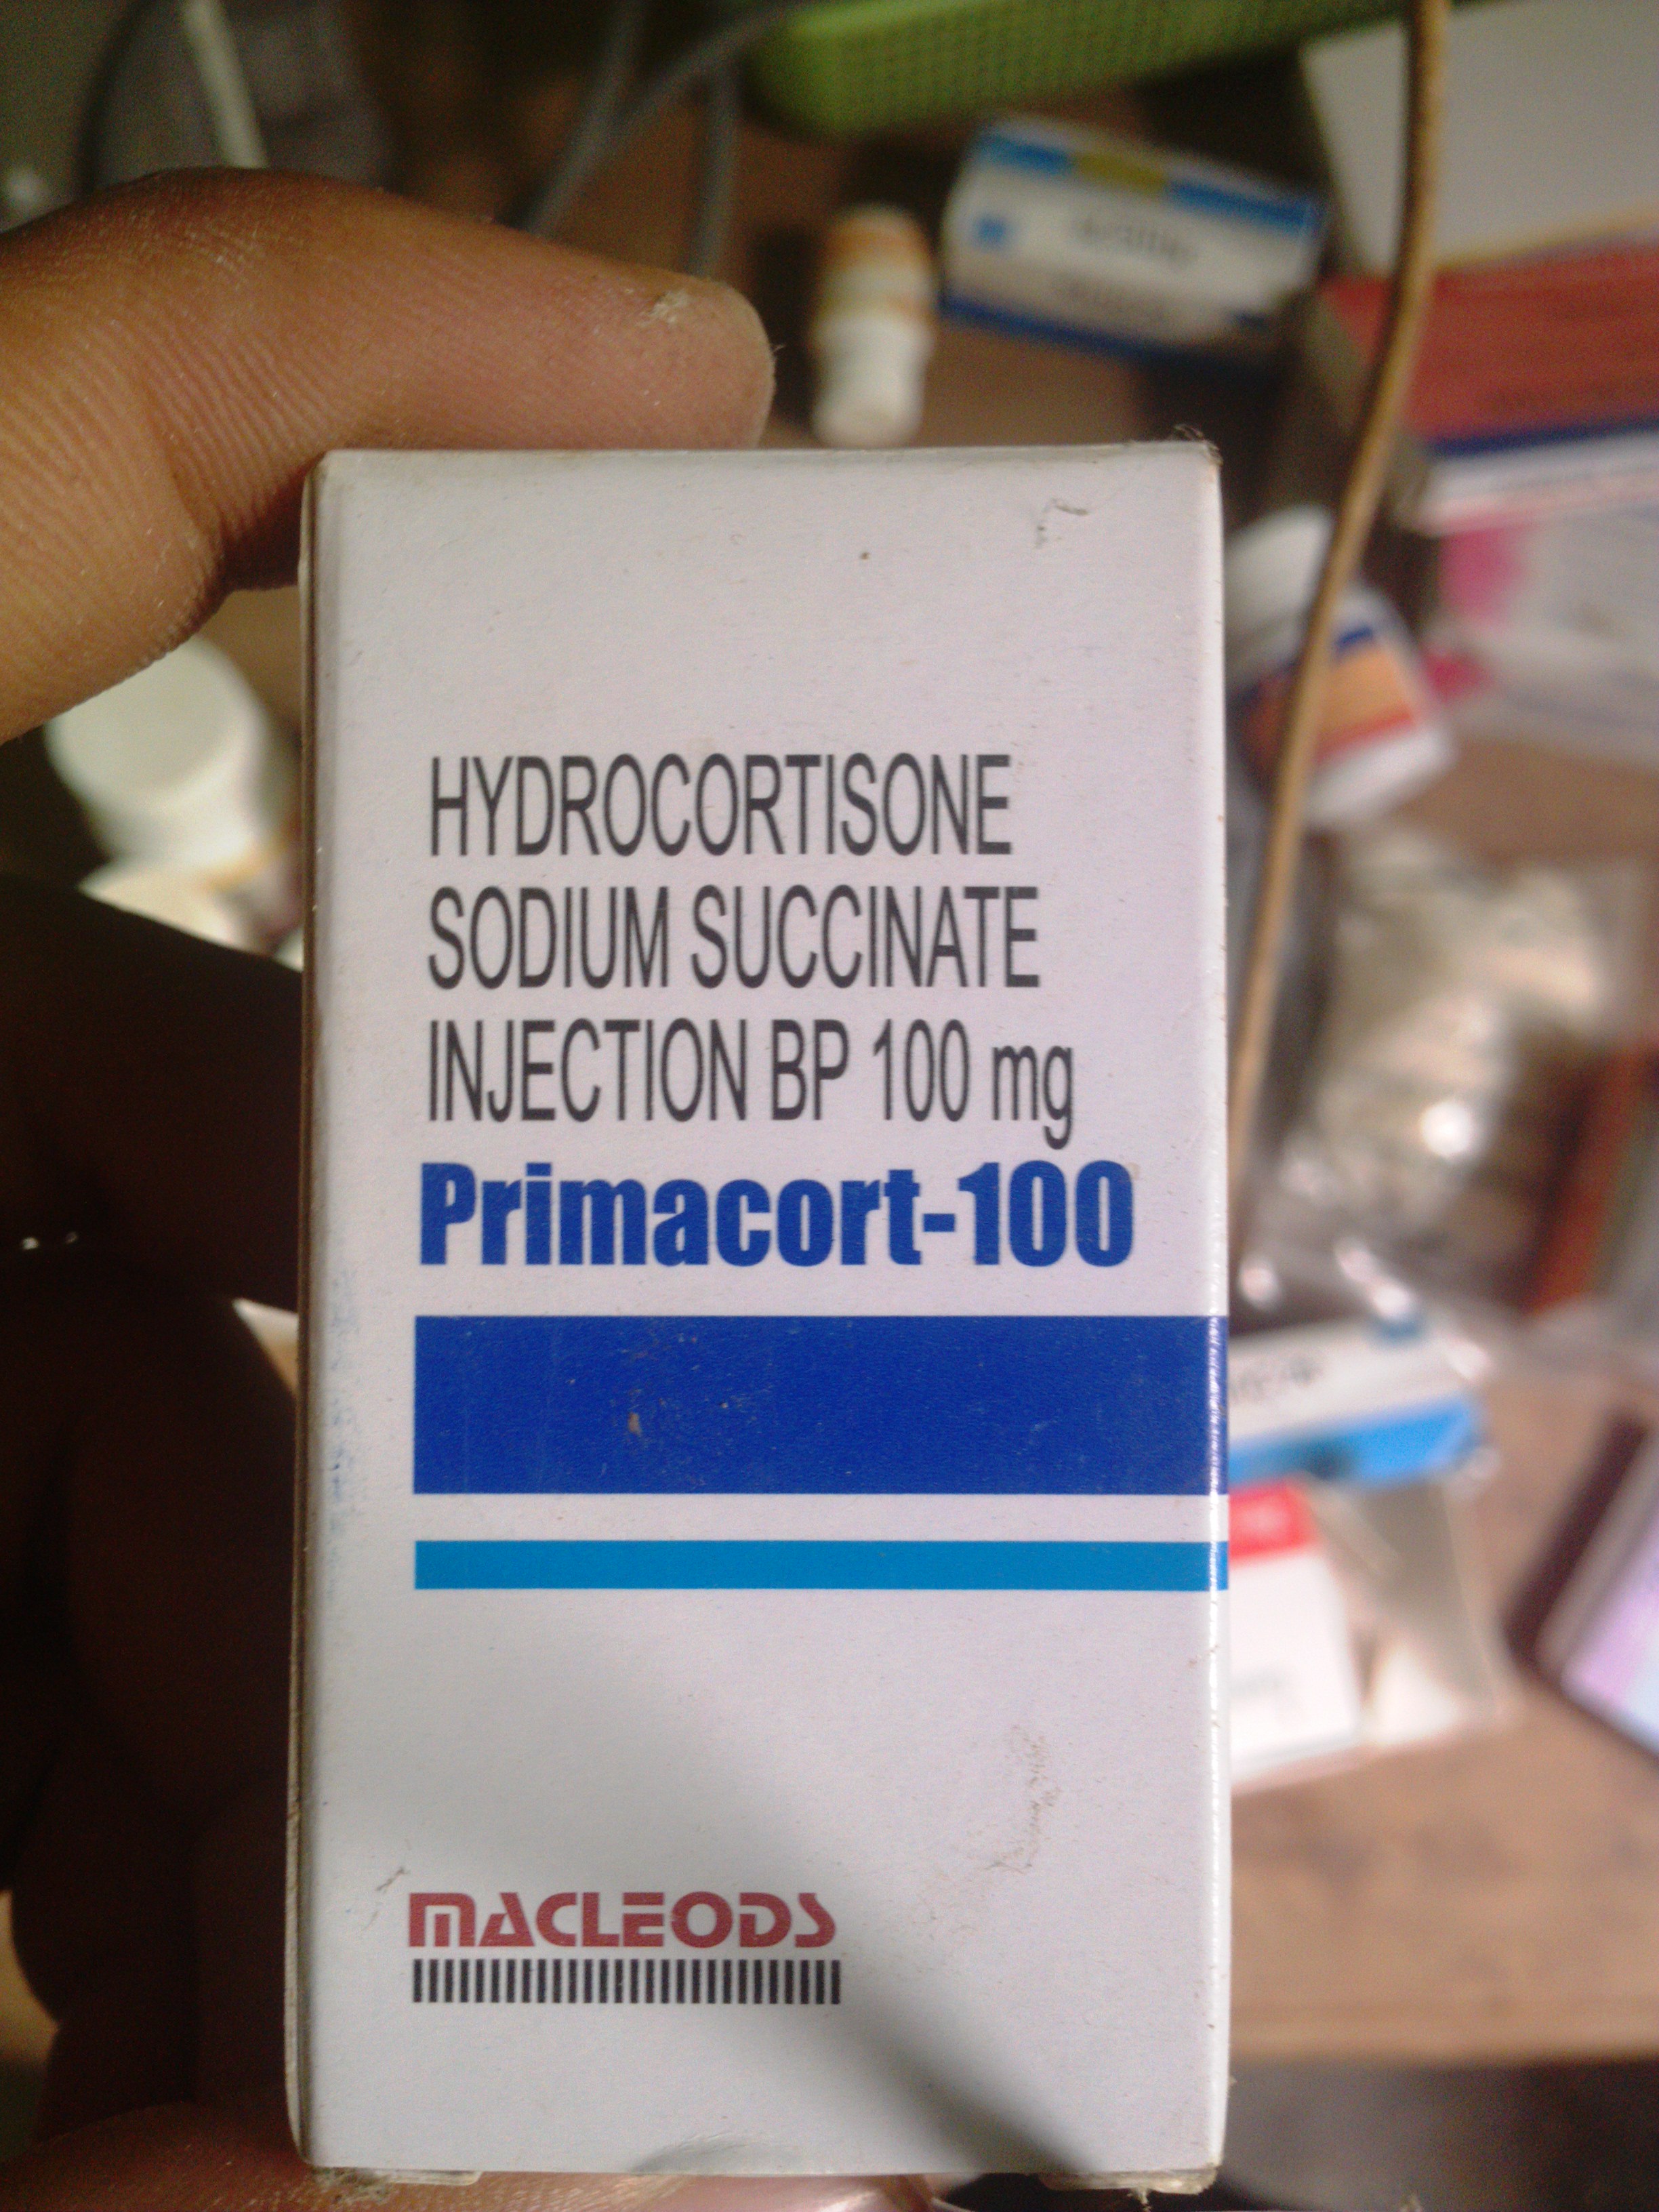 HYDROCORTISONE
SODIUM SUCCINATE
INJECTION BP 100 mg
Primacort-100
MACLEODS